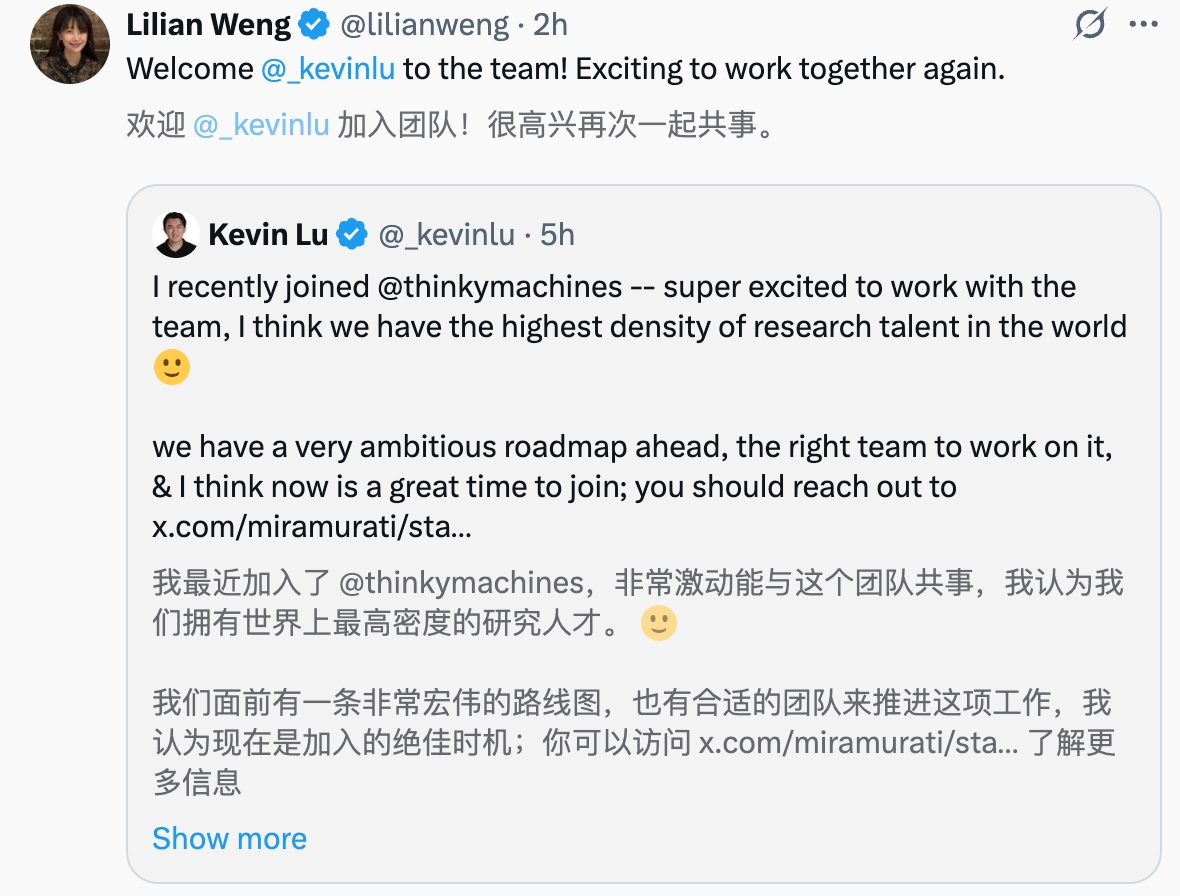 Lilian Weng @lilianweng · 2h
Welcome @_kevinlu to the team! Exciting to work together again.
欢迎 @_kevinlu 加入团队！很高兴再次一起共事。
Kevin Lu @_kevinlu · 5h
I recently joined @thinkymachines -- super excited to work with the
team, I think we have the highest density of research talent in the world
🙂
we have a very ambitious roadmap ahead, the right team to work on it,
& I think now is a great time to join; you should reach out to
x.com/miramurati/sta...
我最近加入了 @thinkymachines，非常激动能与这个团队共事，我认为我
们拥有世界上最高密度的研究人才。 🙂
我们面前有一条非常宏伟的路线图，也有合适的团队来推进这项工作，我
认为现在是加入的绝佳时机；你可以访问 x.com/miramurati/sta... 了解更
多信息
Show more